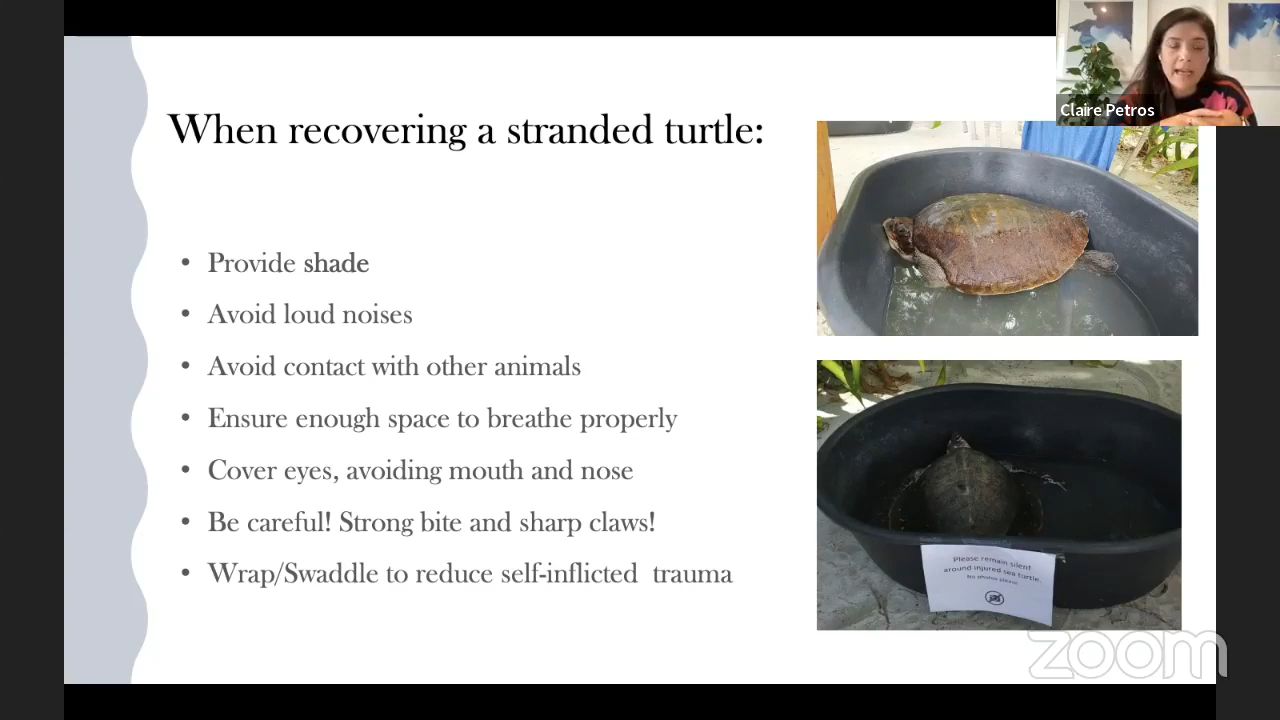 Claire Petros
When recovering a stranded turtle:
• Provide shade
• Avoid loud noises
• Avoid contact with other animals
• Ensure enough space to breathe properly
• Cover eyes, avoiding mouth and nose
• Be careful! Strong bite and sharp claws!
• Wrap/Swaddle to reduce self-inflicted trauma
Please remain silent
around injured sea turtle.
No photos please
zoom